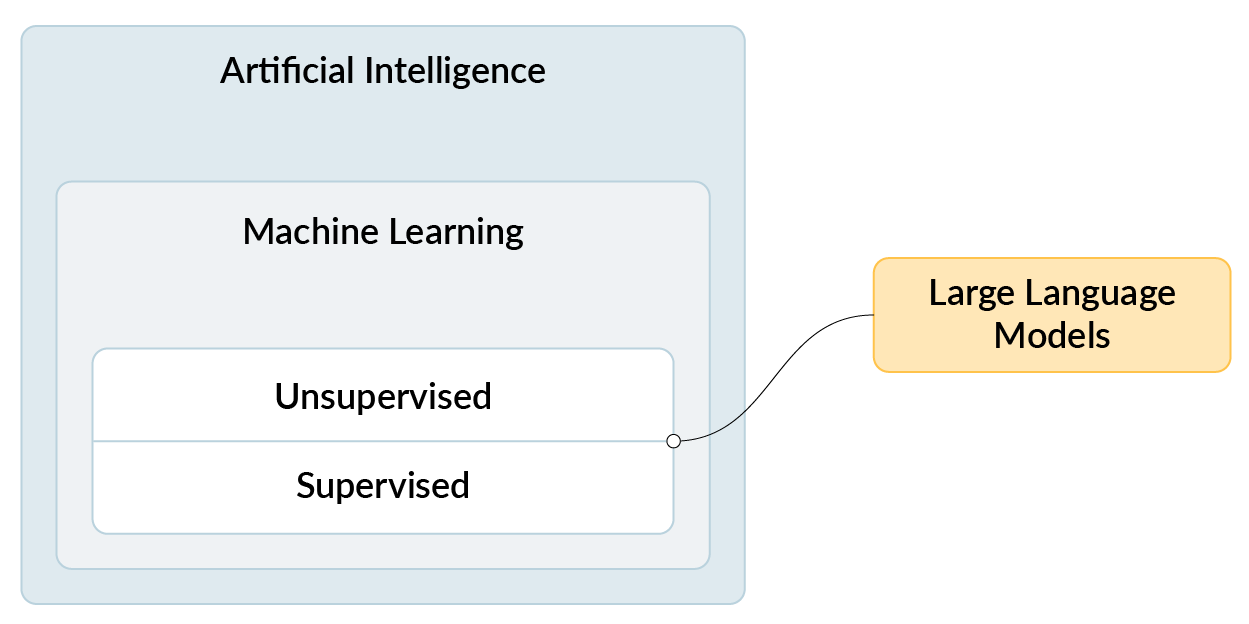 Artificial Intelligence
Machine Learning
Unsupervised
Supervised
Large Language
Models